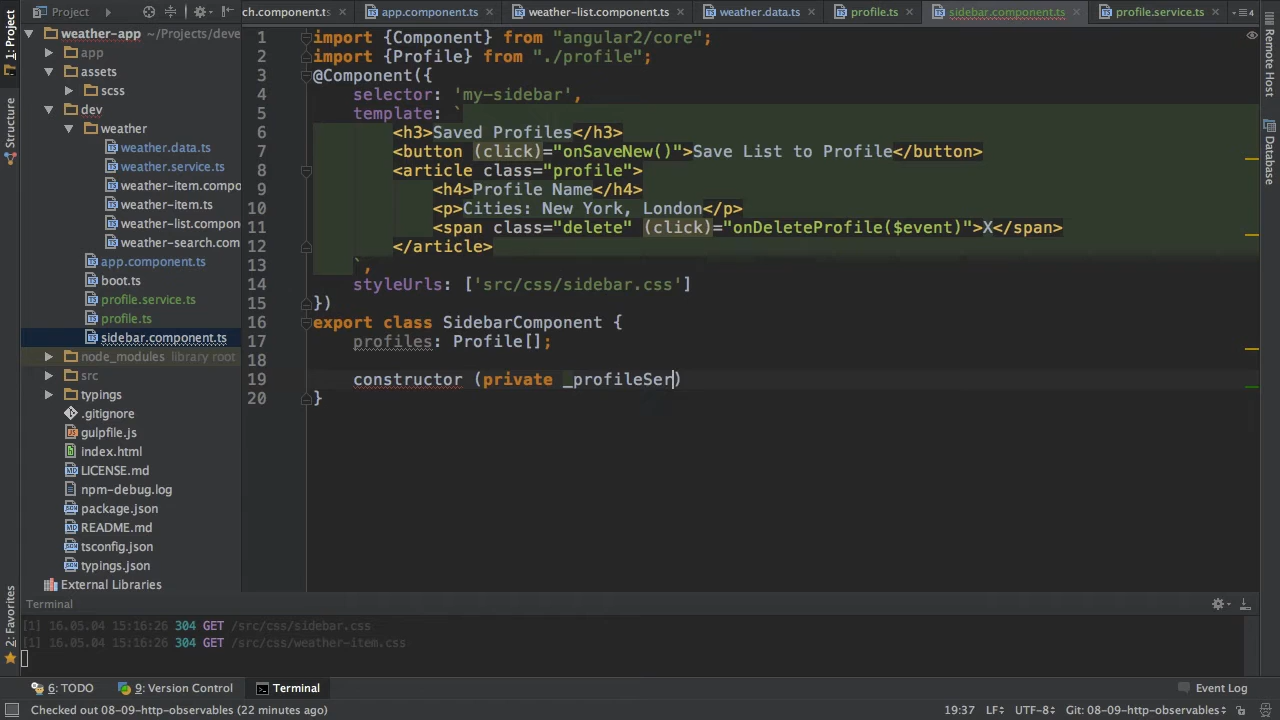 1: Project
Structure
2: Favorites
Project
ch.component.ts
app.component.ts
weather-list.component.ts
weather.data.ts
profile.ts
sidebar.component.ts
profile.service.ts
4
weather-app ~/Projects/deve
app
assets
scss
dev
weather
weather.data.ts
weather.service.ts
weather-item.compo
weather-item.ts
weather-list.compon
weather-search.com
app.component.ts
boot.ts
profile.service.ts
profile.ts
sidebar.component.ts
node_modules library root
src
typings
.gitignore
gulpfile.js
index.html
LICENSE.md
npm-debug.log
package.json
README.md
tsconfig.json
typings.json
External Libraries
1 import {Component} from "angular2/core";
2 import {Profile} from "./profile";
3 @Component({
4 selector: 'my-sidebar',
5 template: `
6 <h3>Saved Profiles</h3>
7 <button (click)="onSaveNew()">Save List to Profile</button>
8 <article class="profile">
9 <h4>Profile Name</h4>
10 <p>Cities: New York, London</p>
11 <span class="delete" (click)="onDeleteProfile($event)">X</span>
12 </article>
13 `,
14 styleUrls: ['src/css/sidebar.css']
15 })
16 export class SidebarComponent {
17 profiles: Profile[];
18
19 constructor (private _profileSer)
20 }
Remote Host
Database
Terminal
[1] 16.05.04 15:16:26 304 GET /src/css/sidebar.css
[1] 16.05.04 15:16:26 304 GET /src/css/weather-item.css
6: TODO
9: Version Control
Terminal
Event Log
Checked out 08-09-http-observables (22 minutes ago)
19:37
LF
UTF-8
Git: 08-09-http-observables